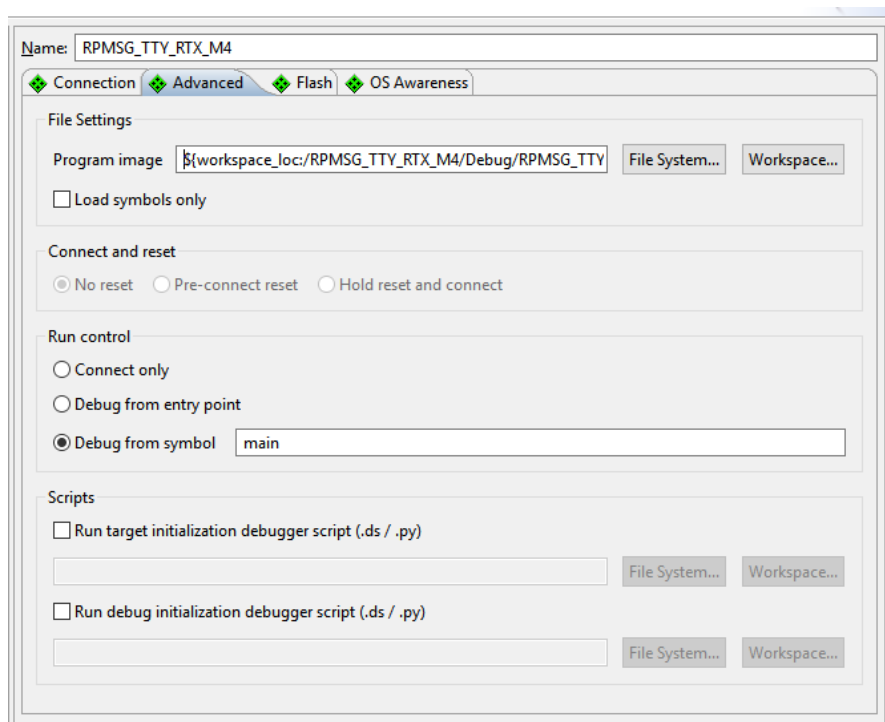 Name: RPMSG_TTY_RTX_M4
Connection Advanced Flash OS Awareness
File Settings
Program image ${workspace_loc:/RPMSG_TTY_RTX_M4/Debug/RPMSG_TTY File System... Workspace...
Load symbols only
Connect and reset
No reset Pre-connect reset Hold reset and connect
Run control
Connect only
Debug from entry point
Debug from symbol main
Scripts
Run target initialization debugger script (.ds / .py)
File System... Workspace...
Run debug initialization debugger script (.ds / .py)
File System... Workspace...